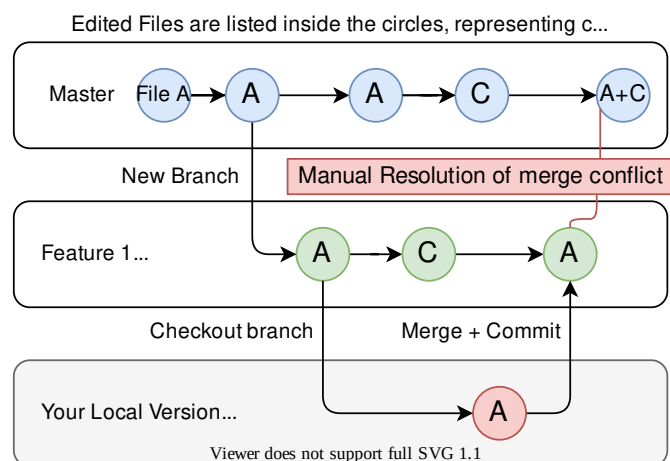 Edited Files are listed inside the circles, representing c...
Master
File A
A
A
C
A+C
New Branch
Manual Resolution of merge conflict
Feature 1...
A
C
A
Checkout branch
Merge + Commit
Your Local Version...
A
Viewer does not support full SVG 1.1